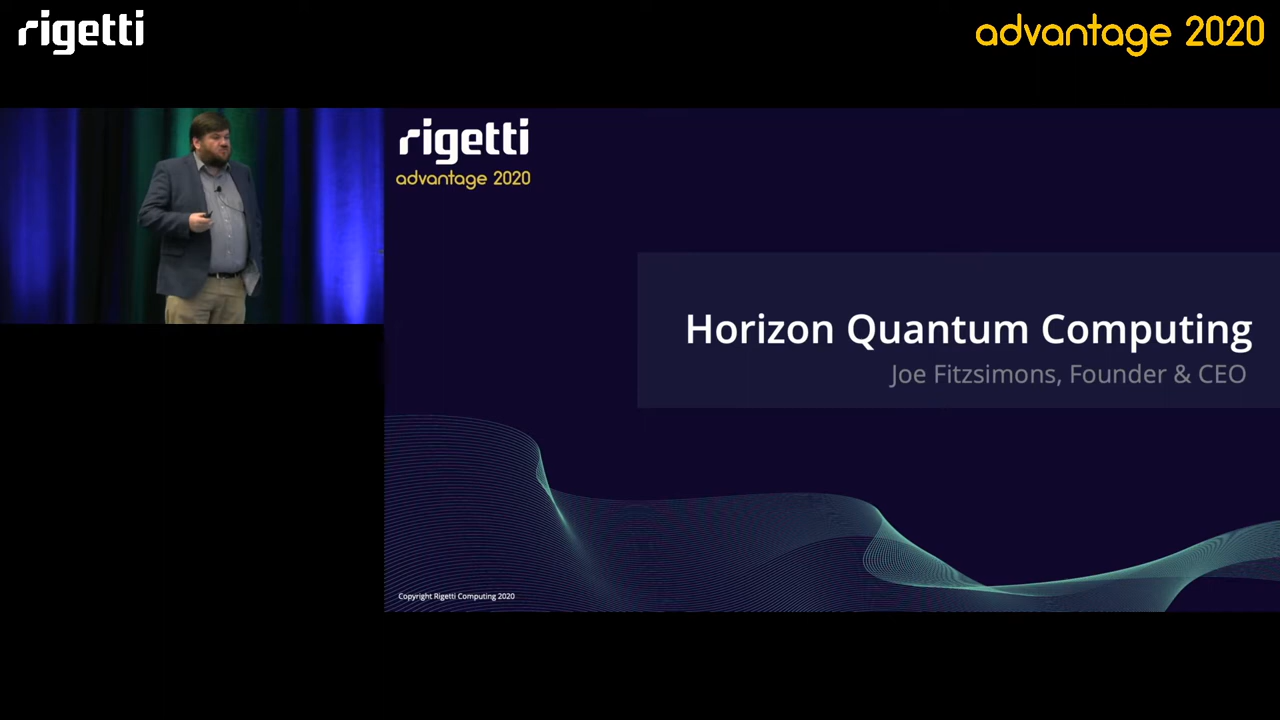 rigetti
advantage 2020
rigetti
advantage 2020
Horizon Quantum Computing
Joe Fitzsimons, Founder & CEO
Copyright Rigetti Computing 2020